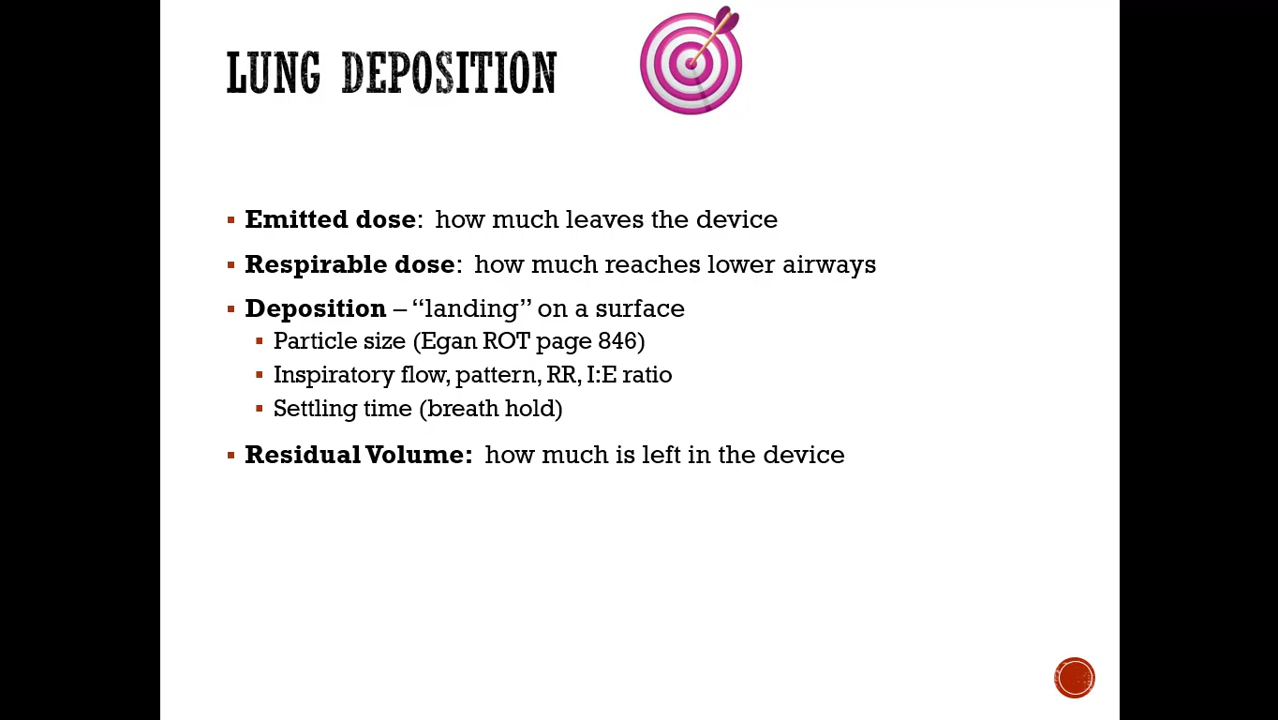 LUNG DEPOSITION
▪ Emitted dose: how much leaves the device
▪ Respirable dose: how much reaches lower airways
▪ Deposition – “landing” on a surface
▪ Particle size (Egan ROT page 846)
▪ Inspiratory flow, pattern, RR, I:E ratio
▪ Settling time (breath hold)
▪ Residual Volume: how much is left in the device